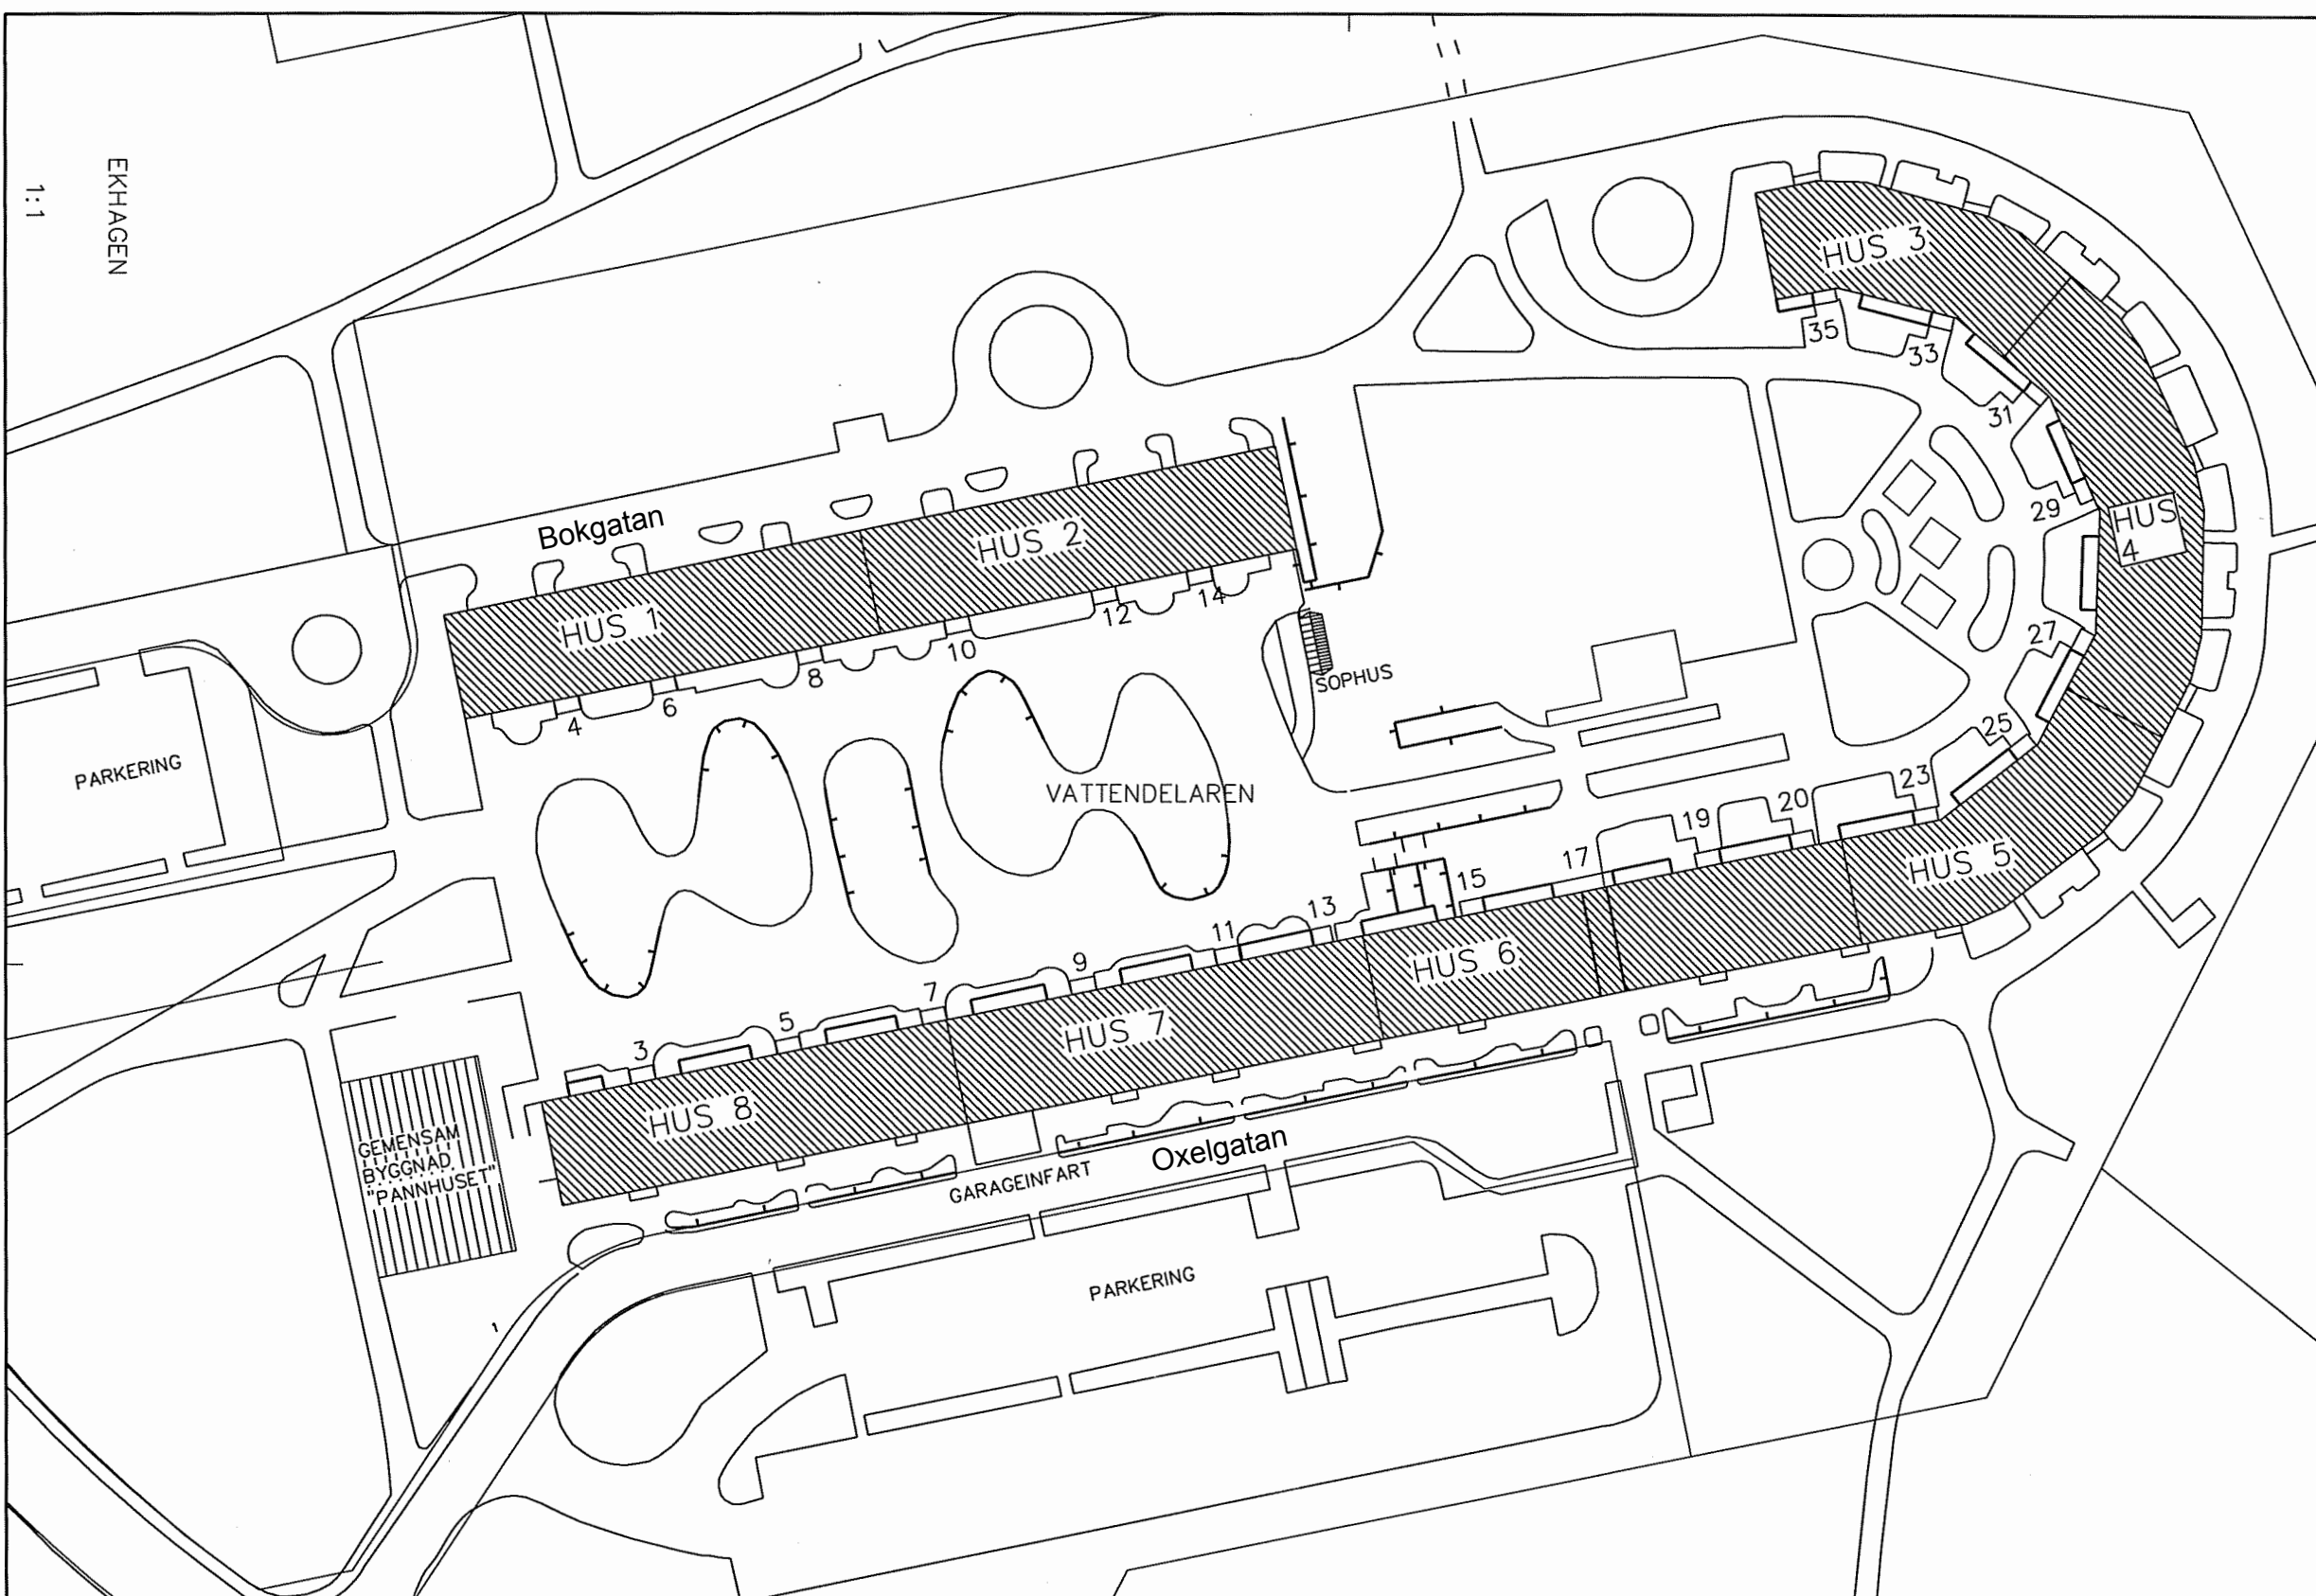 EKHAGEN
1:1
HUS 3
35
33
31
29
HUS
4
27
25
23
20
19
17
15
13
11
9
7
5
3
Bokgatan
HUS 2
HUS 1
14
12
10
8
6
4
SOPHUS
VATTENDELAREN
PARKERING
HUS 5
HUS 6
HUS 7
HUS 8
GEMENSAM
BYGGNAD
"PANNHUSET"
Oxelgatan
GARAGEINFART
PARKERING